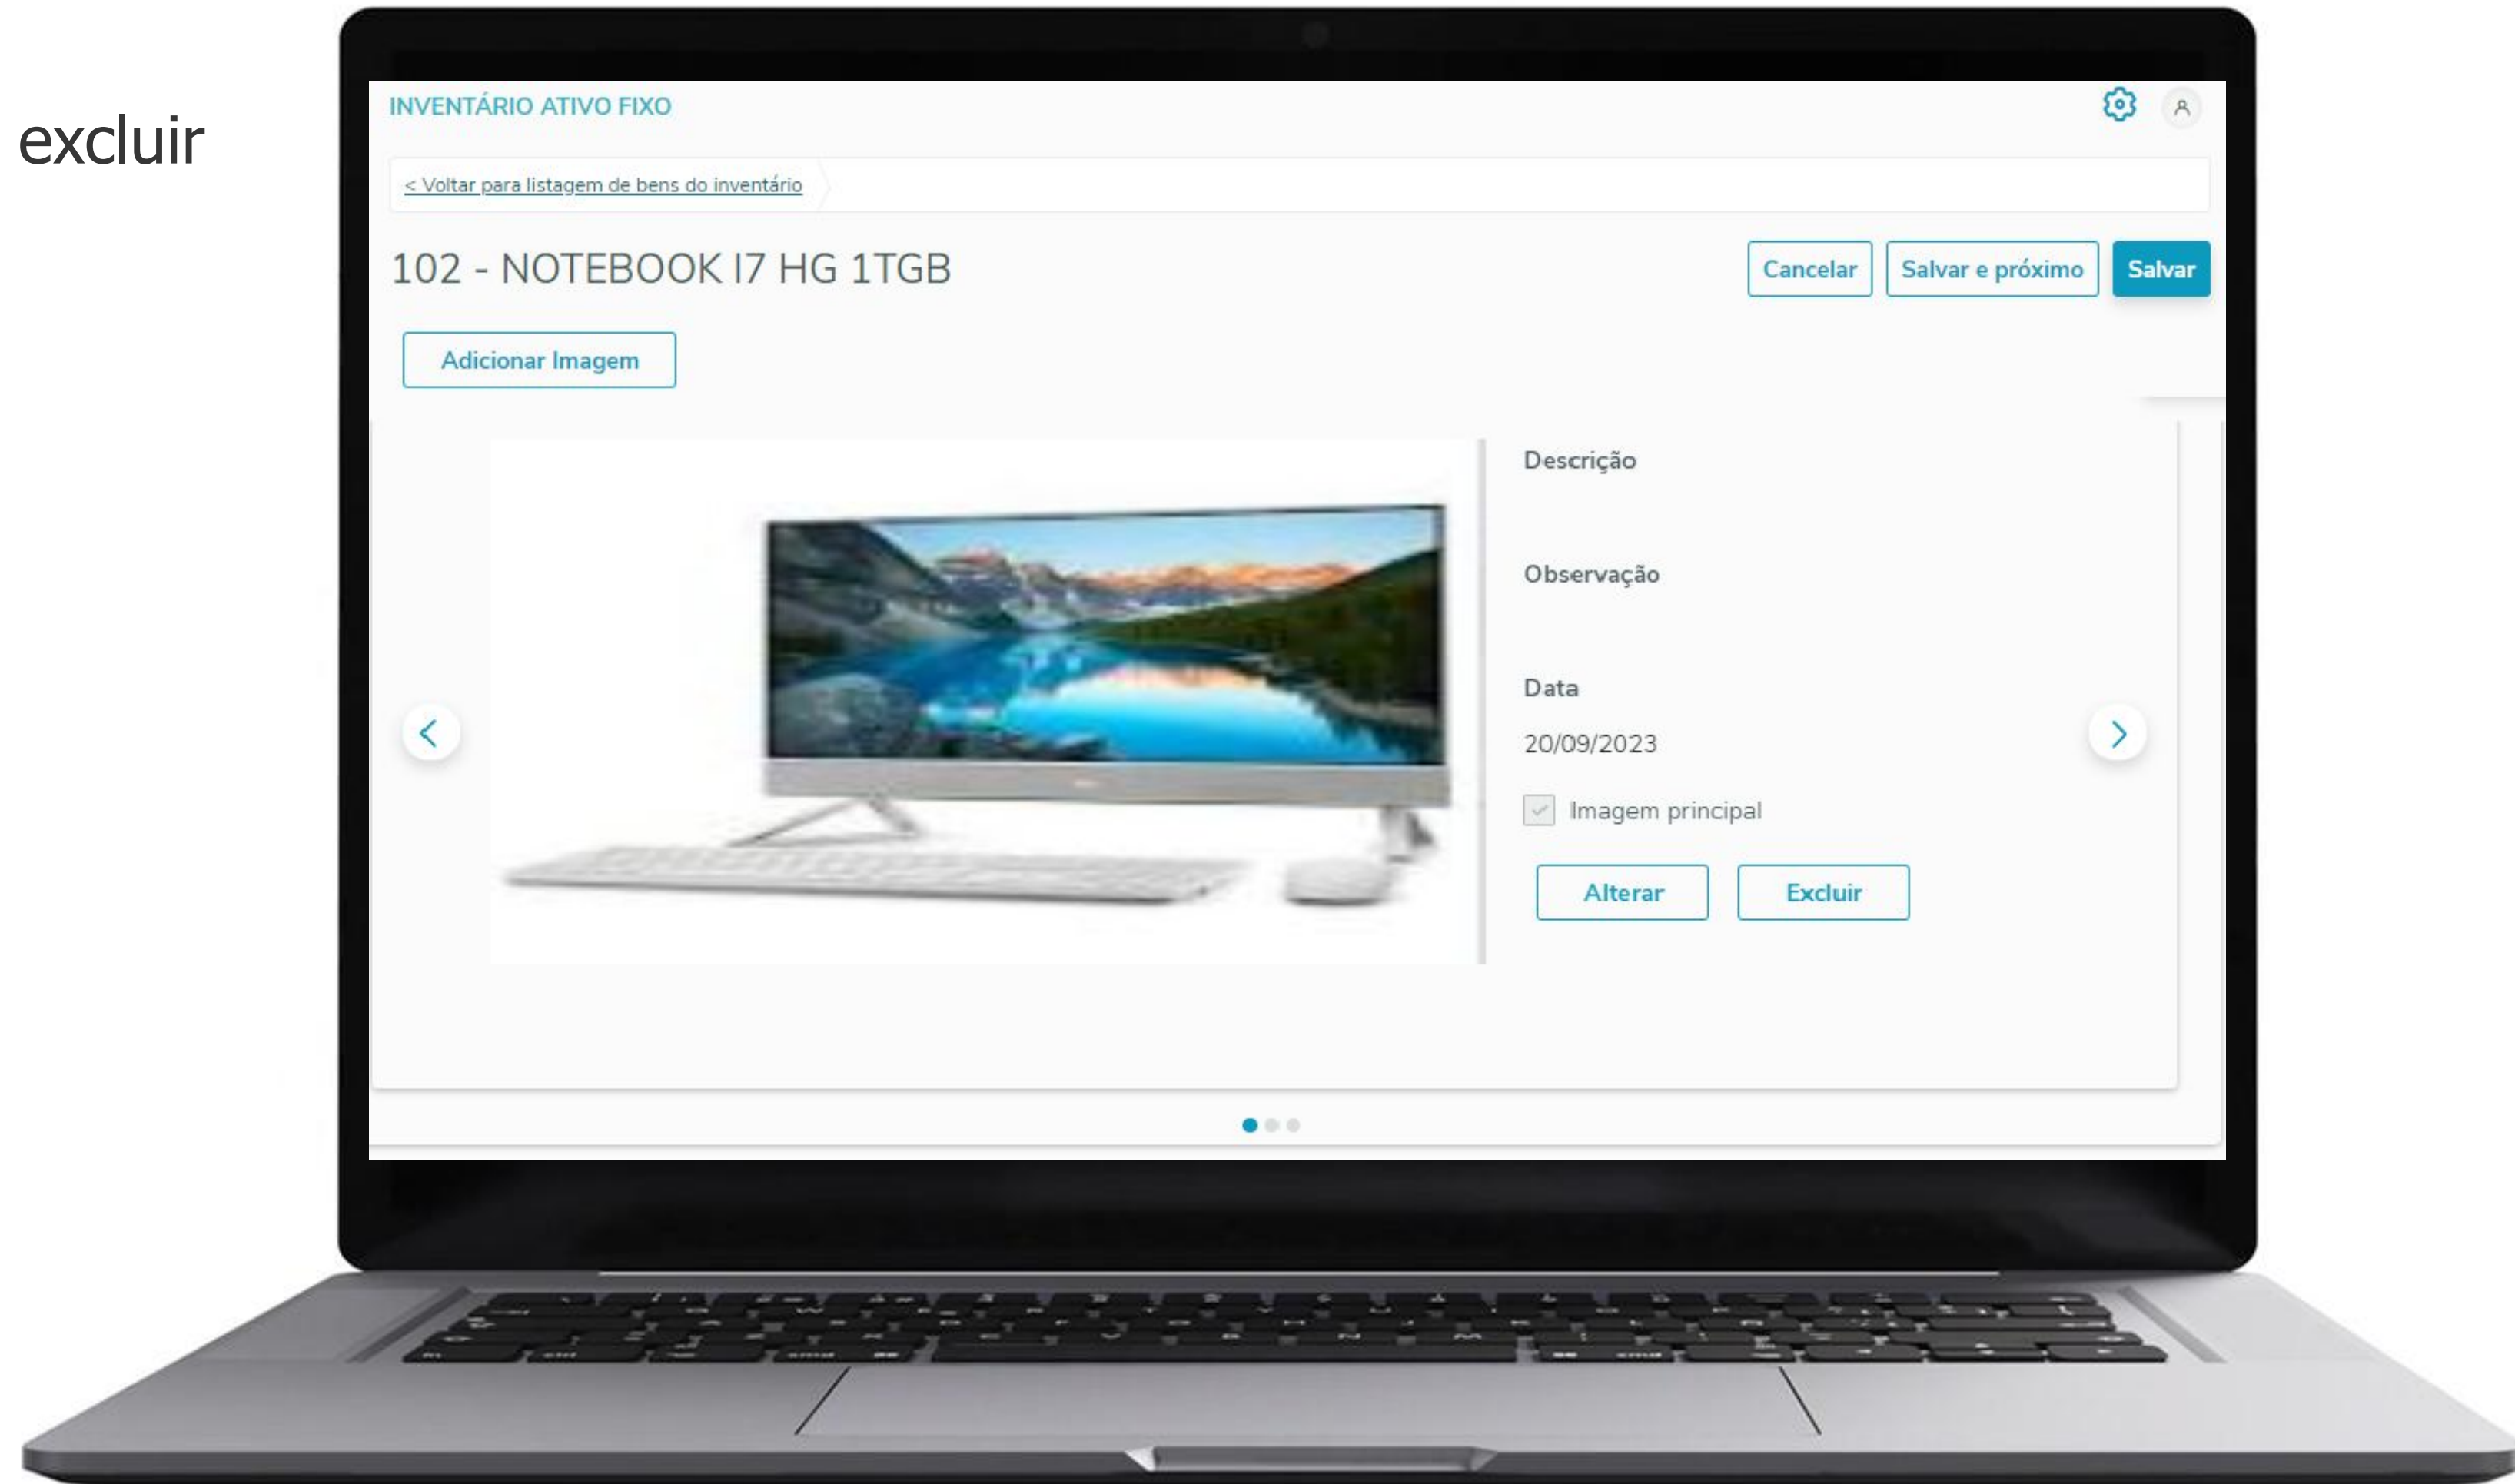 excluir
INVENTÁRIO ATIVO FIXO
< Voltar para listagem de bens do inventário
102 - NOTEBOOK I7 HG 1TGB
Cancelar Salvar e próximo Salvar
Adicionar Imagem
Descrição
Observação
Data
20/09/2023
Imagem principal
Alterar Excluir